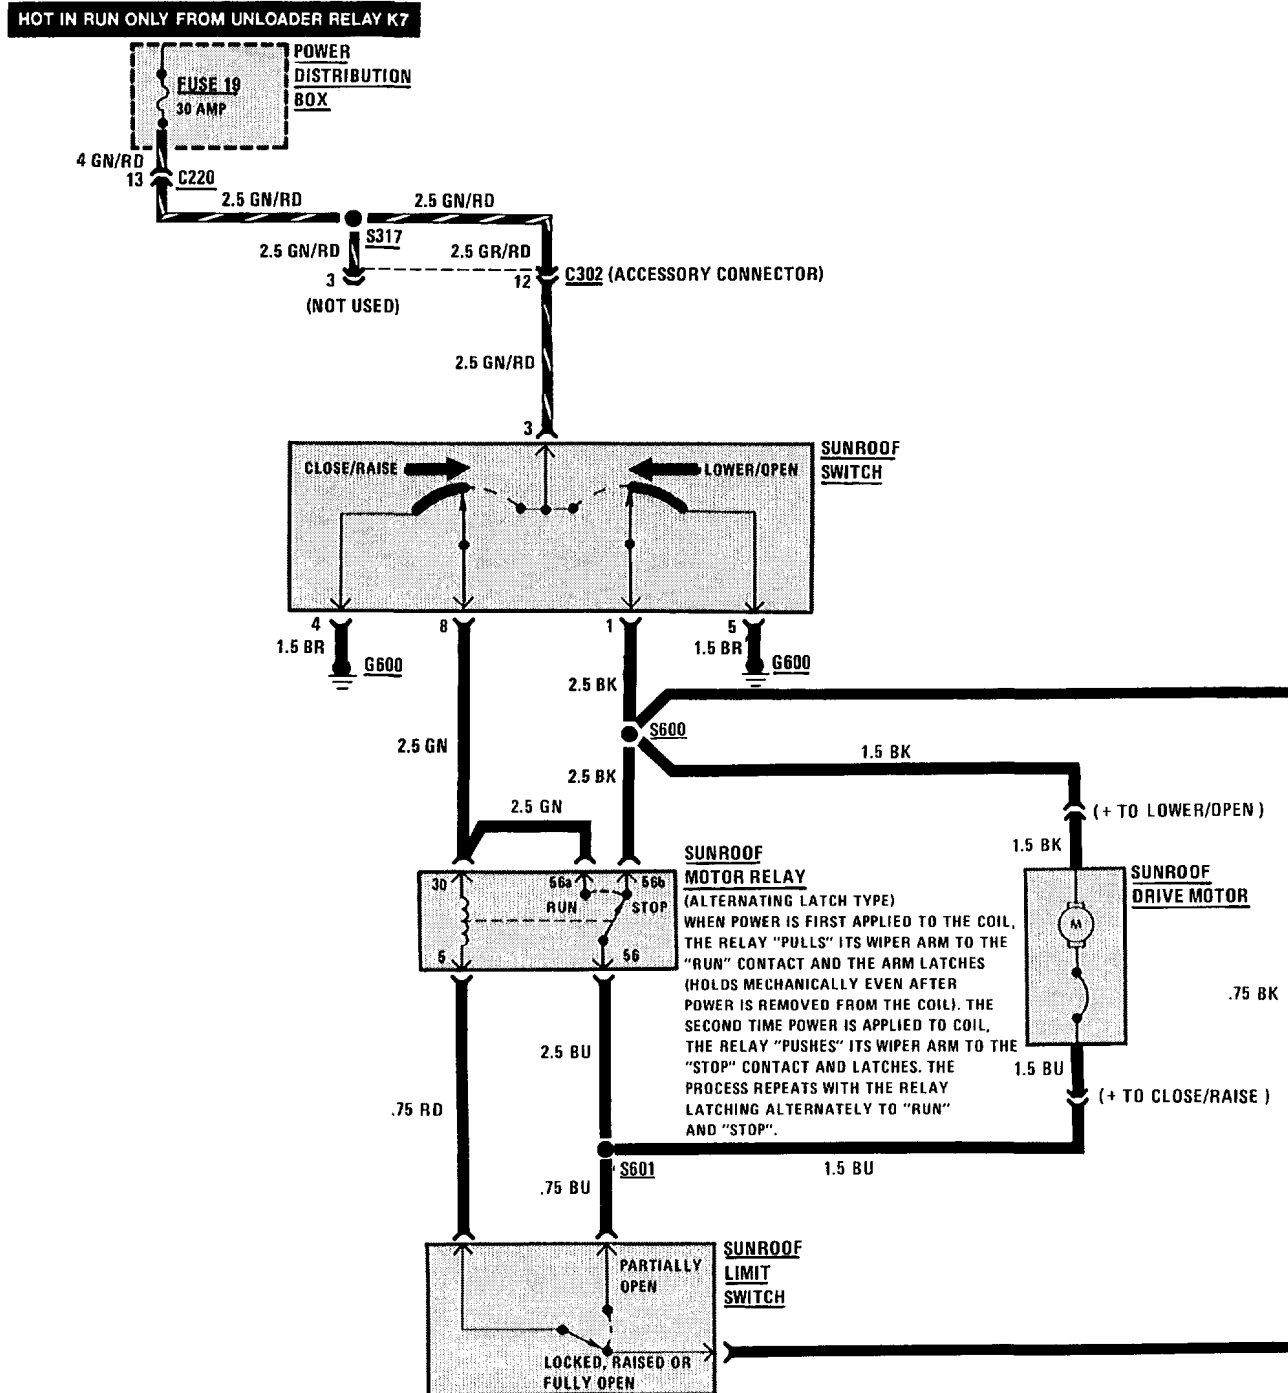 HOT IN RUN ONLY FROM UNLOADER RELAY K7
POWER
DISTRIBUTION
BOX
FUSE 19
30 AMP
4 GN/RD
13
C220
2.5 GN/RD
2.5 GN/RD
S317
2.5 GN/RD
2.5 GR/RD
3
12
C302 (ACCESSORY CONNECTOR)
(NOT USED)
2.5 GN/RD
3
SUNROOF
SWITCH
CLOSE/RAISE
LOWER/OPEN
4
8
1
5
1.5 BR
G600
1.5 BR
G600
2.5 BK
S600
2.5 GN
1.5 BK
2.5 BK
2.5 GN
(+ TO LOWER/OPEN )
1.5 BK
SUNROOF
MOTOR RELAY
(ALTERNATING LATCH TYPE)
WHEN POWER IS FIRST APPLIED TO THE COIL,
THE RELAY "PULLS" ITS WIPER ARM TO THE
"RUN" CONTACT AND THE ARM LATCHES
(HOLDS MECHANICALLY EVEN AFTER
POWER IS REMOVED FROM THE COIL). THE
SECOND TIME POWER IS APPLIED TO COIL,
THE RELAY "PUSHES" ITS WIPER ARM TO THE
"STOP" CONTACT AND LATCHES. THE
PROCESS REPEATS WITH THE RELAY
LATCHING ALTERNATELY TO "RUN"
AND "STOP".
30
56a
56b
RUN
STOP
5
56
SUNROOF
DRIVE MOTOR
M
.75 BK
2.5 BU
1.5 BU
(+ TO CLOSE/RAISE )
.75 RD
S601
1.5 BU
.75 BU
SUNROOF
LIMIT
SWITCH
PARTIALLY
OPEN
LOCKED, RAISED OR
FULLY OPEN